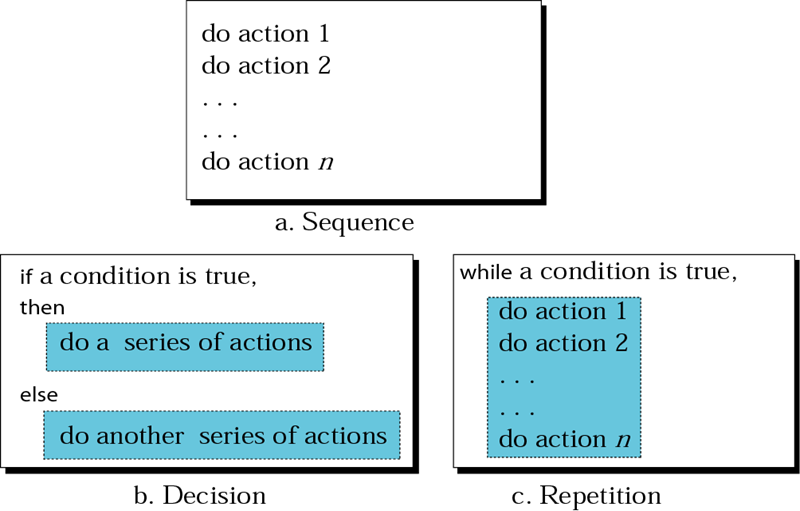 do action 1
do action 2
. . .
. . .
do action n
a. Sequence
if a condition is true,
then
do a series of actions
else
do another series of actions
b. Decision
while a condition is true,
do action 1
do action 2
. . .
. . .
do action n
c. Repetition